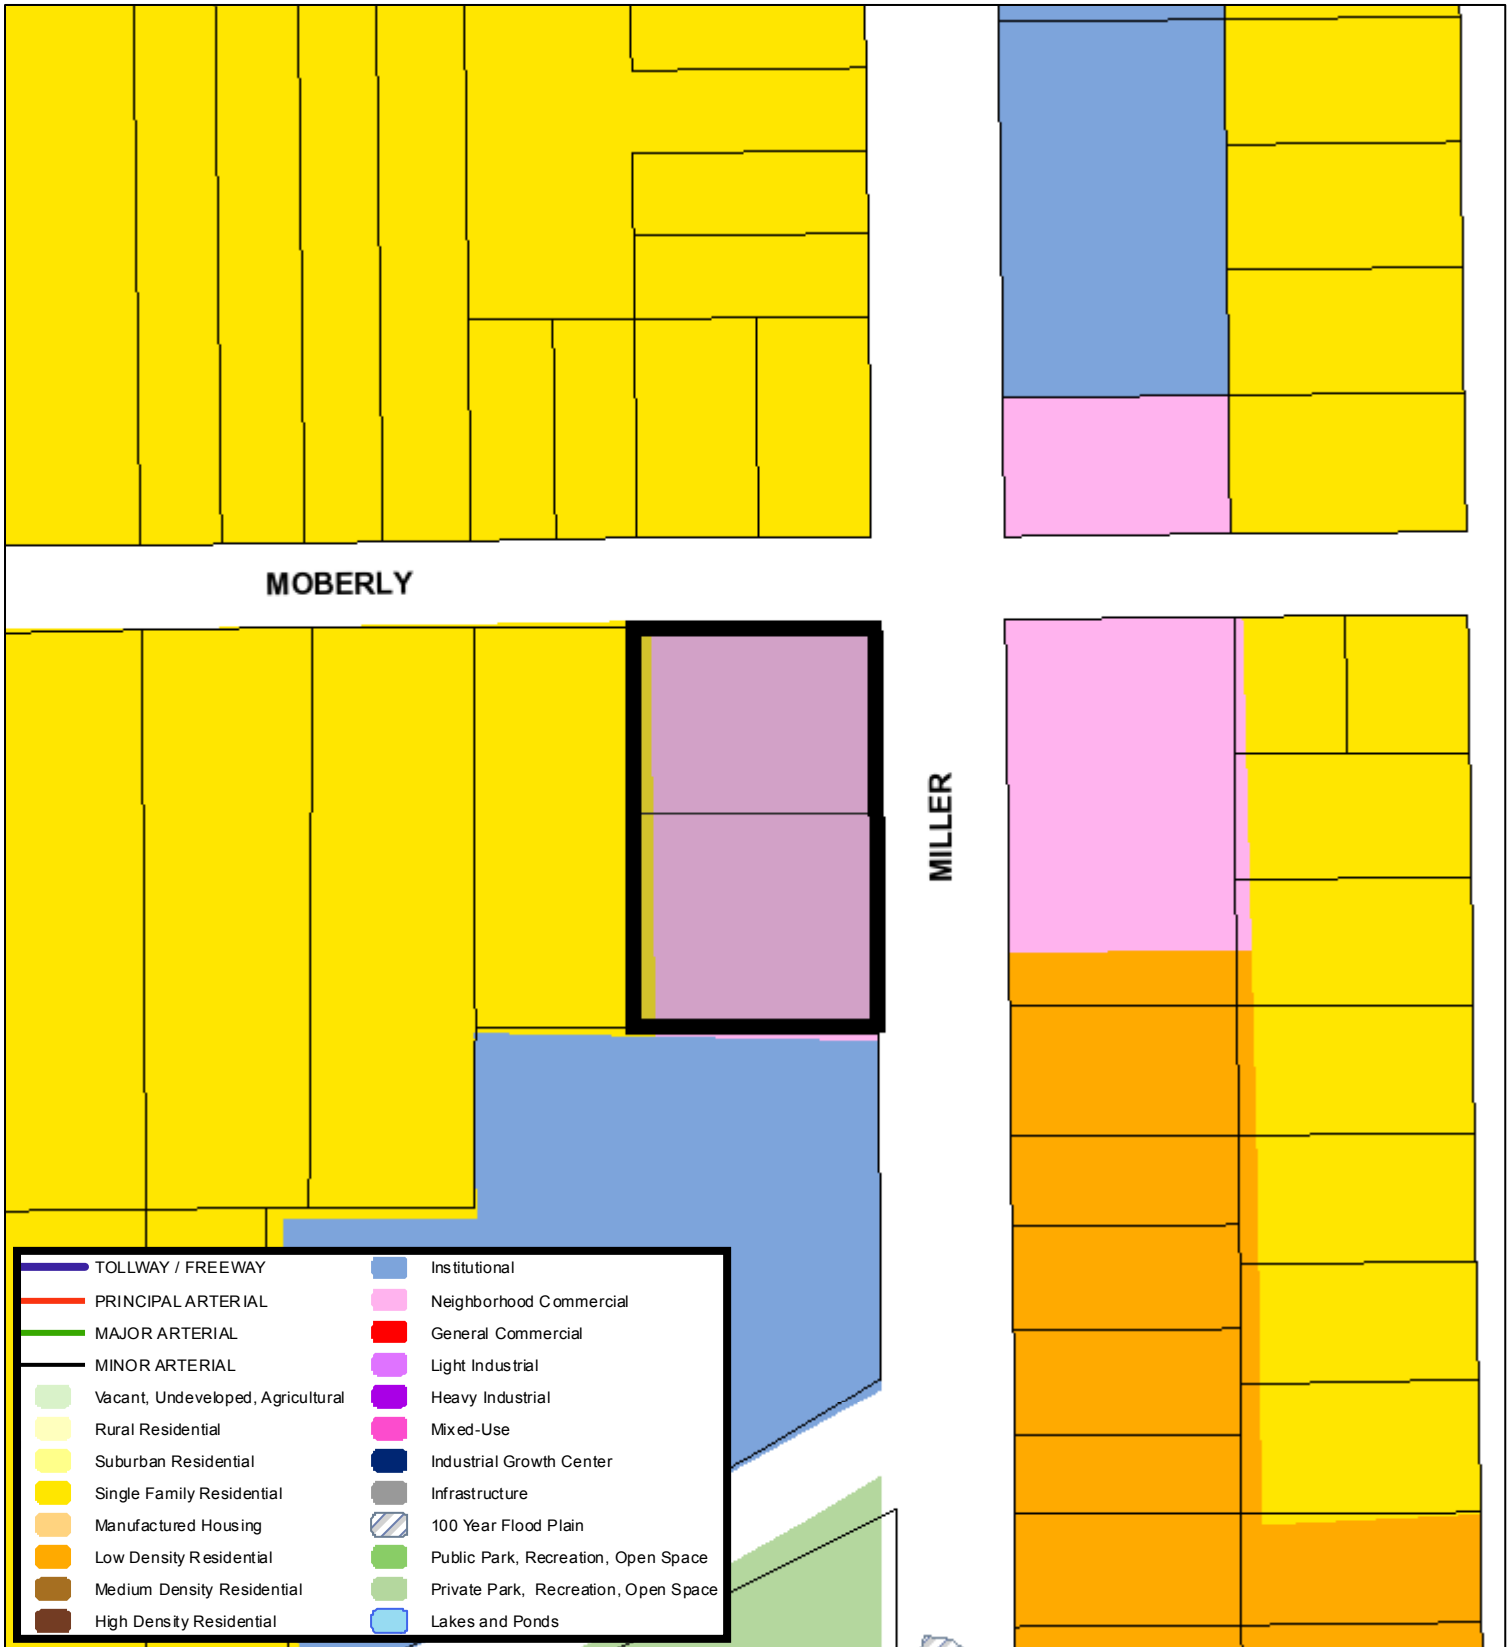 MOBERLY
MILLER
TOLLWAY / FREEWAY
PRINCIPAL ARTERIAL
MAJOR ARTERIAL
MINOR ARTERIAL
Vacant, Undeveloped, Agricultural
Rural Residential
Suburban Residential
Single Family Residential
Manufactured Housing
Low Density Residential
Medium Density Residential
High Density Residential
Institutional
Neighborhood Commercial
General Commercial
Light Industrial
Heavy Industrial
Mixed-Use
Industrial Growth Center
Infrastructure
100 Year Flood Plain
Public Park, Recreation, Open Space
Private Park, Recreation, Open Space
Lakes and Ponds